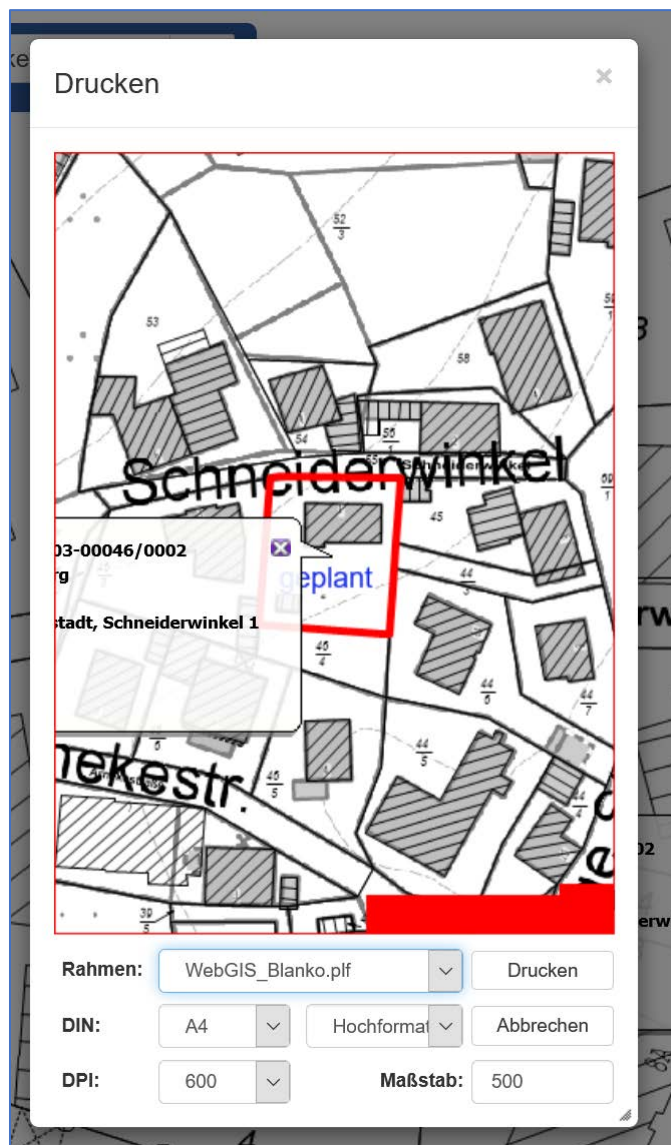 Drucken
×
52
3
53
58
54
56
55
Schneiderwinkel
Schneiderwinkel
45
03-00046/0002
rg
geplant
stadt, Schneiderwinkel 1
44
3
46
4
44
6
44
7
44
5
46
5
nekestr.
44
4
39
5
Rahmen:
WebGIS_Blanko.plf
Drucken
DIN:
A4
Hochformat
Abbrechen
DPI:
600
Maßstab:
500